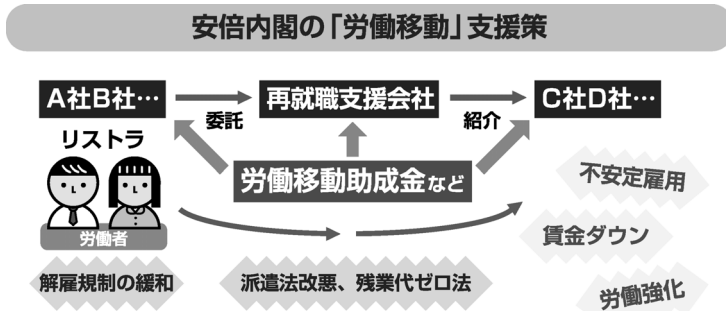 安倍内閣の「労働移動」支援策
A社B社…
委託
再就職支援会社
紹介
C社D社…
リストラ
労働移動助成金など
労働者
不安定雇用
賃金ダウン
労働強化
解雇規制の緩和
派遣法改悪、残業代ゼロ法